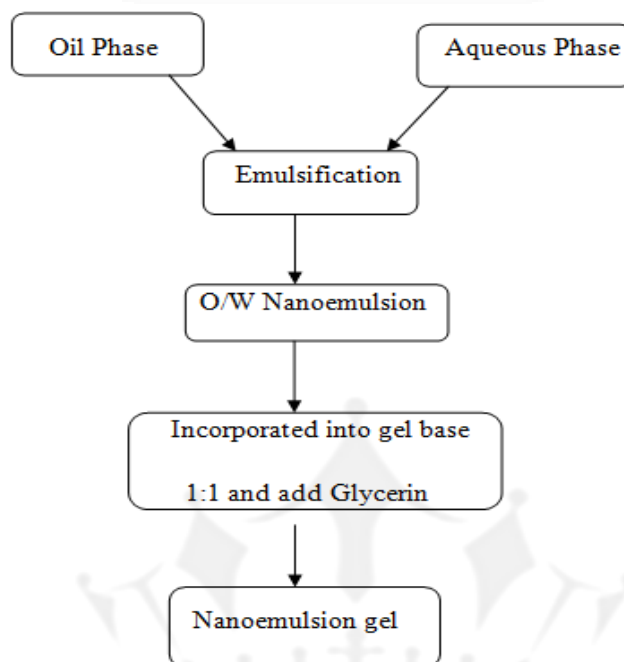 Oil Phase
Aqueous Phase
Emulsification
O/W Nanoemulsion
Incorporated into gel base
1:1 and add Glycerin
Nanoemulsion gel